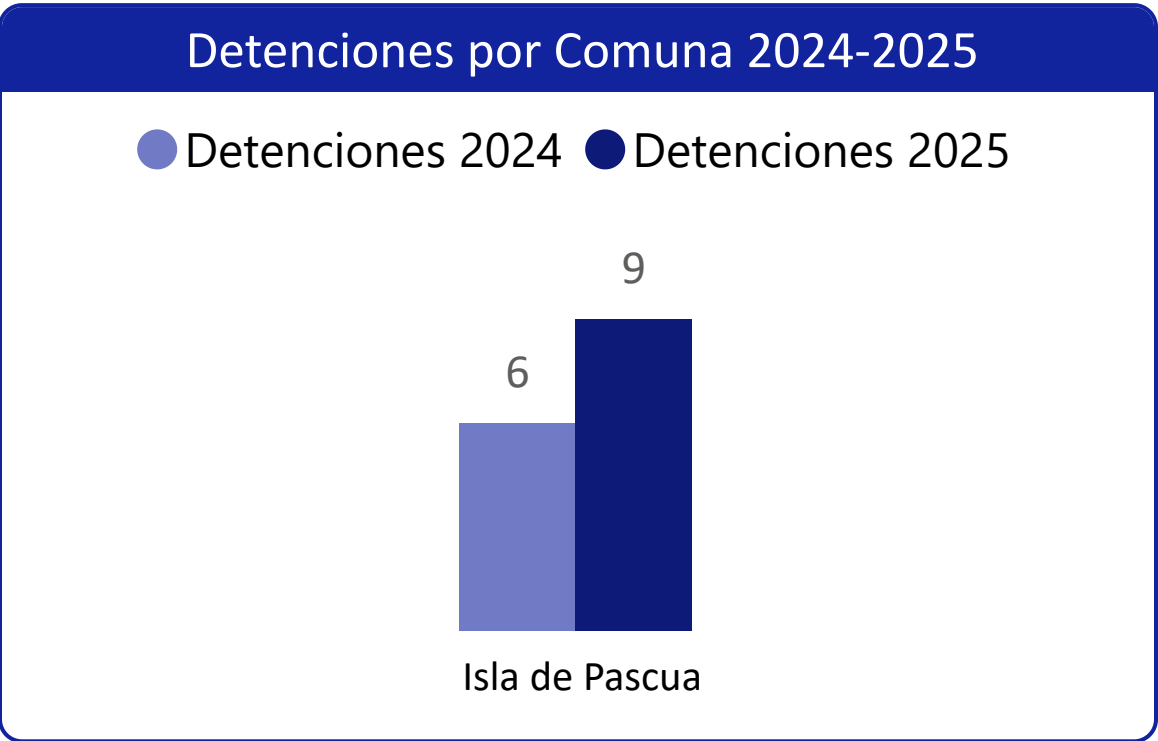 Detenciones por Comuna 2024-2025
Detenciones 2024 Detenciones 2025
9
6
Isla de Pascua